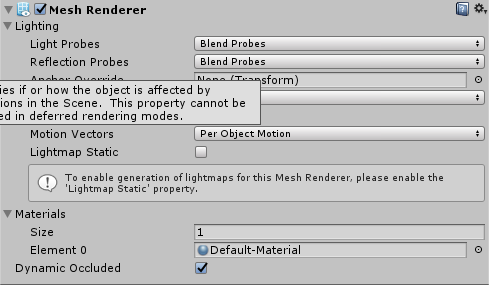 Mesh Renderer
Lighting
Light Probes
Blend Probes
Reflection Probes
Blend Probes
Anchor Override
None (Transform)
ies if or how the object is affected by
ions in the Scene. This property cannot be
ed in deferred rendering modes.
Motion Vectors
Per Object Motion
Lightmap Static
To enable generation of lightmaps for this Mesh Renderer, please enable the
'Lightmap Static' property.
Materials
Size
1
Element 0
Default-Material
Dynamic Occluded